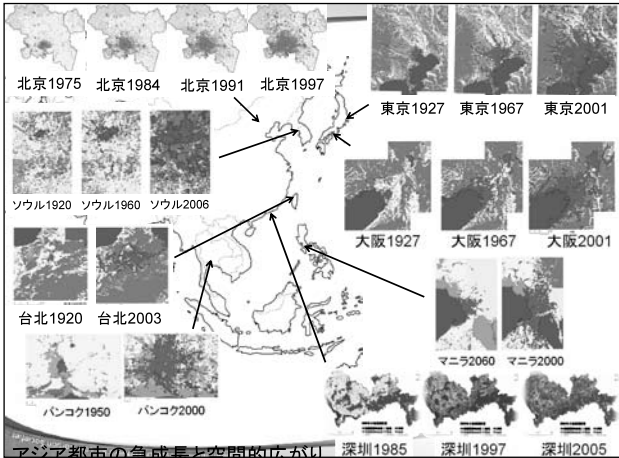 北京1975 北京1984 北京1991 北京1997
東京1927 東京1967 東京2001
ソウル1920 ソウル1960 ソウル2006
大阪1927 大阪1967 大阪2001
台北1920 台北2003
マニラ2060 マニラ2000
バンコク1950 バンコク2000
深圳1985 深圳1997 深圳2005
アジア都市の急成長と空間的広がり